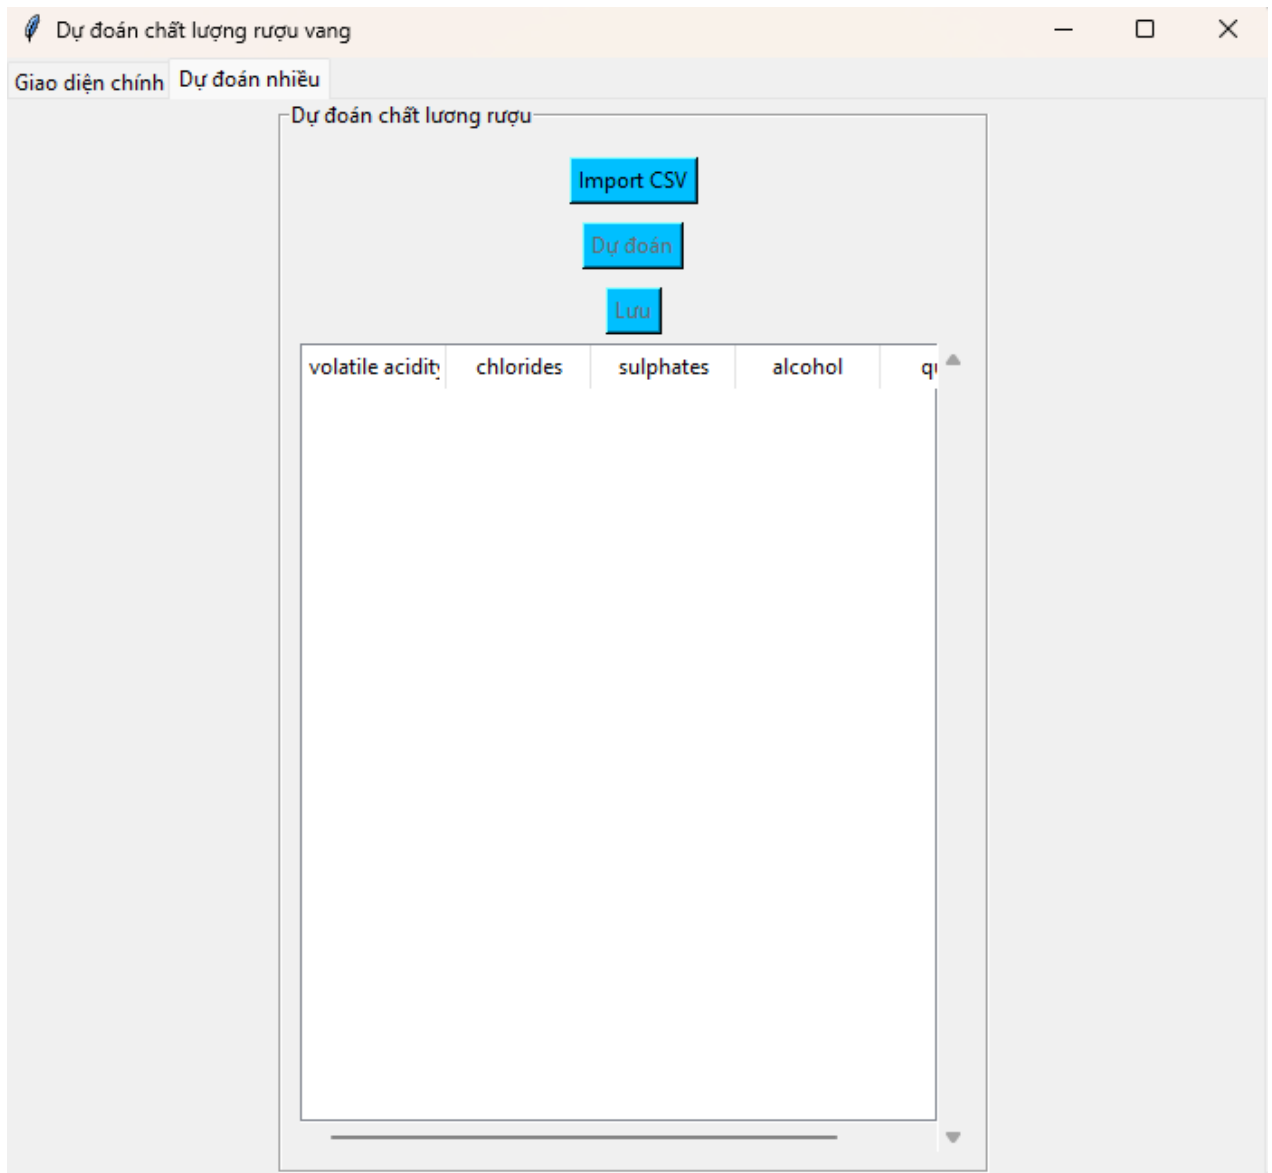 Dự đoán chất lượng rượu vang
Giao diện chính Dự đoán nhiều
Dự đoán chất lương rượu
Import CSV
Dự đoán
Lưu
volatile acidity chlorides sulphates alcohol